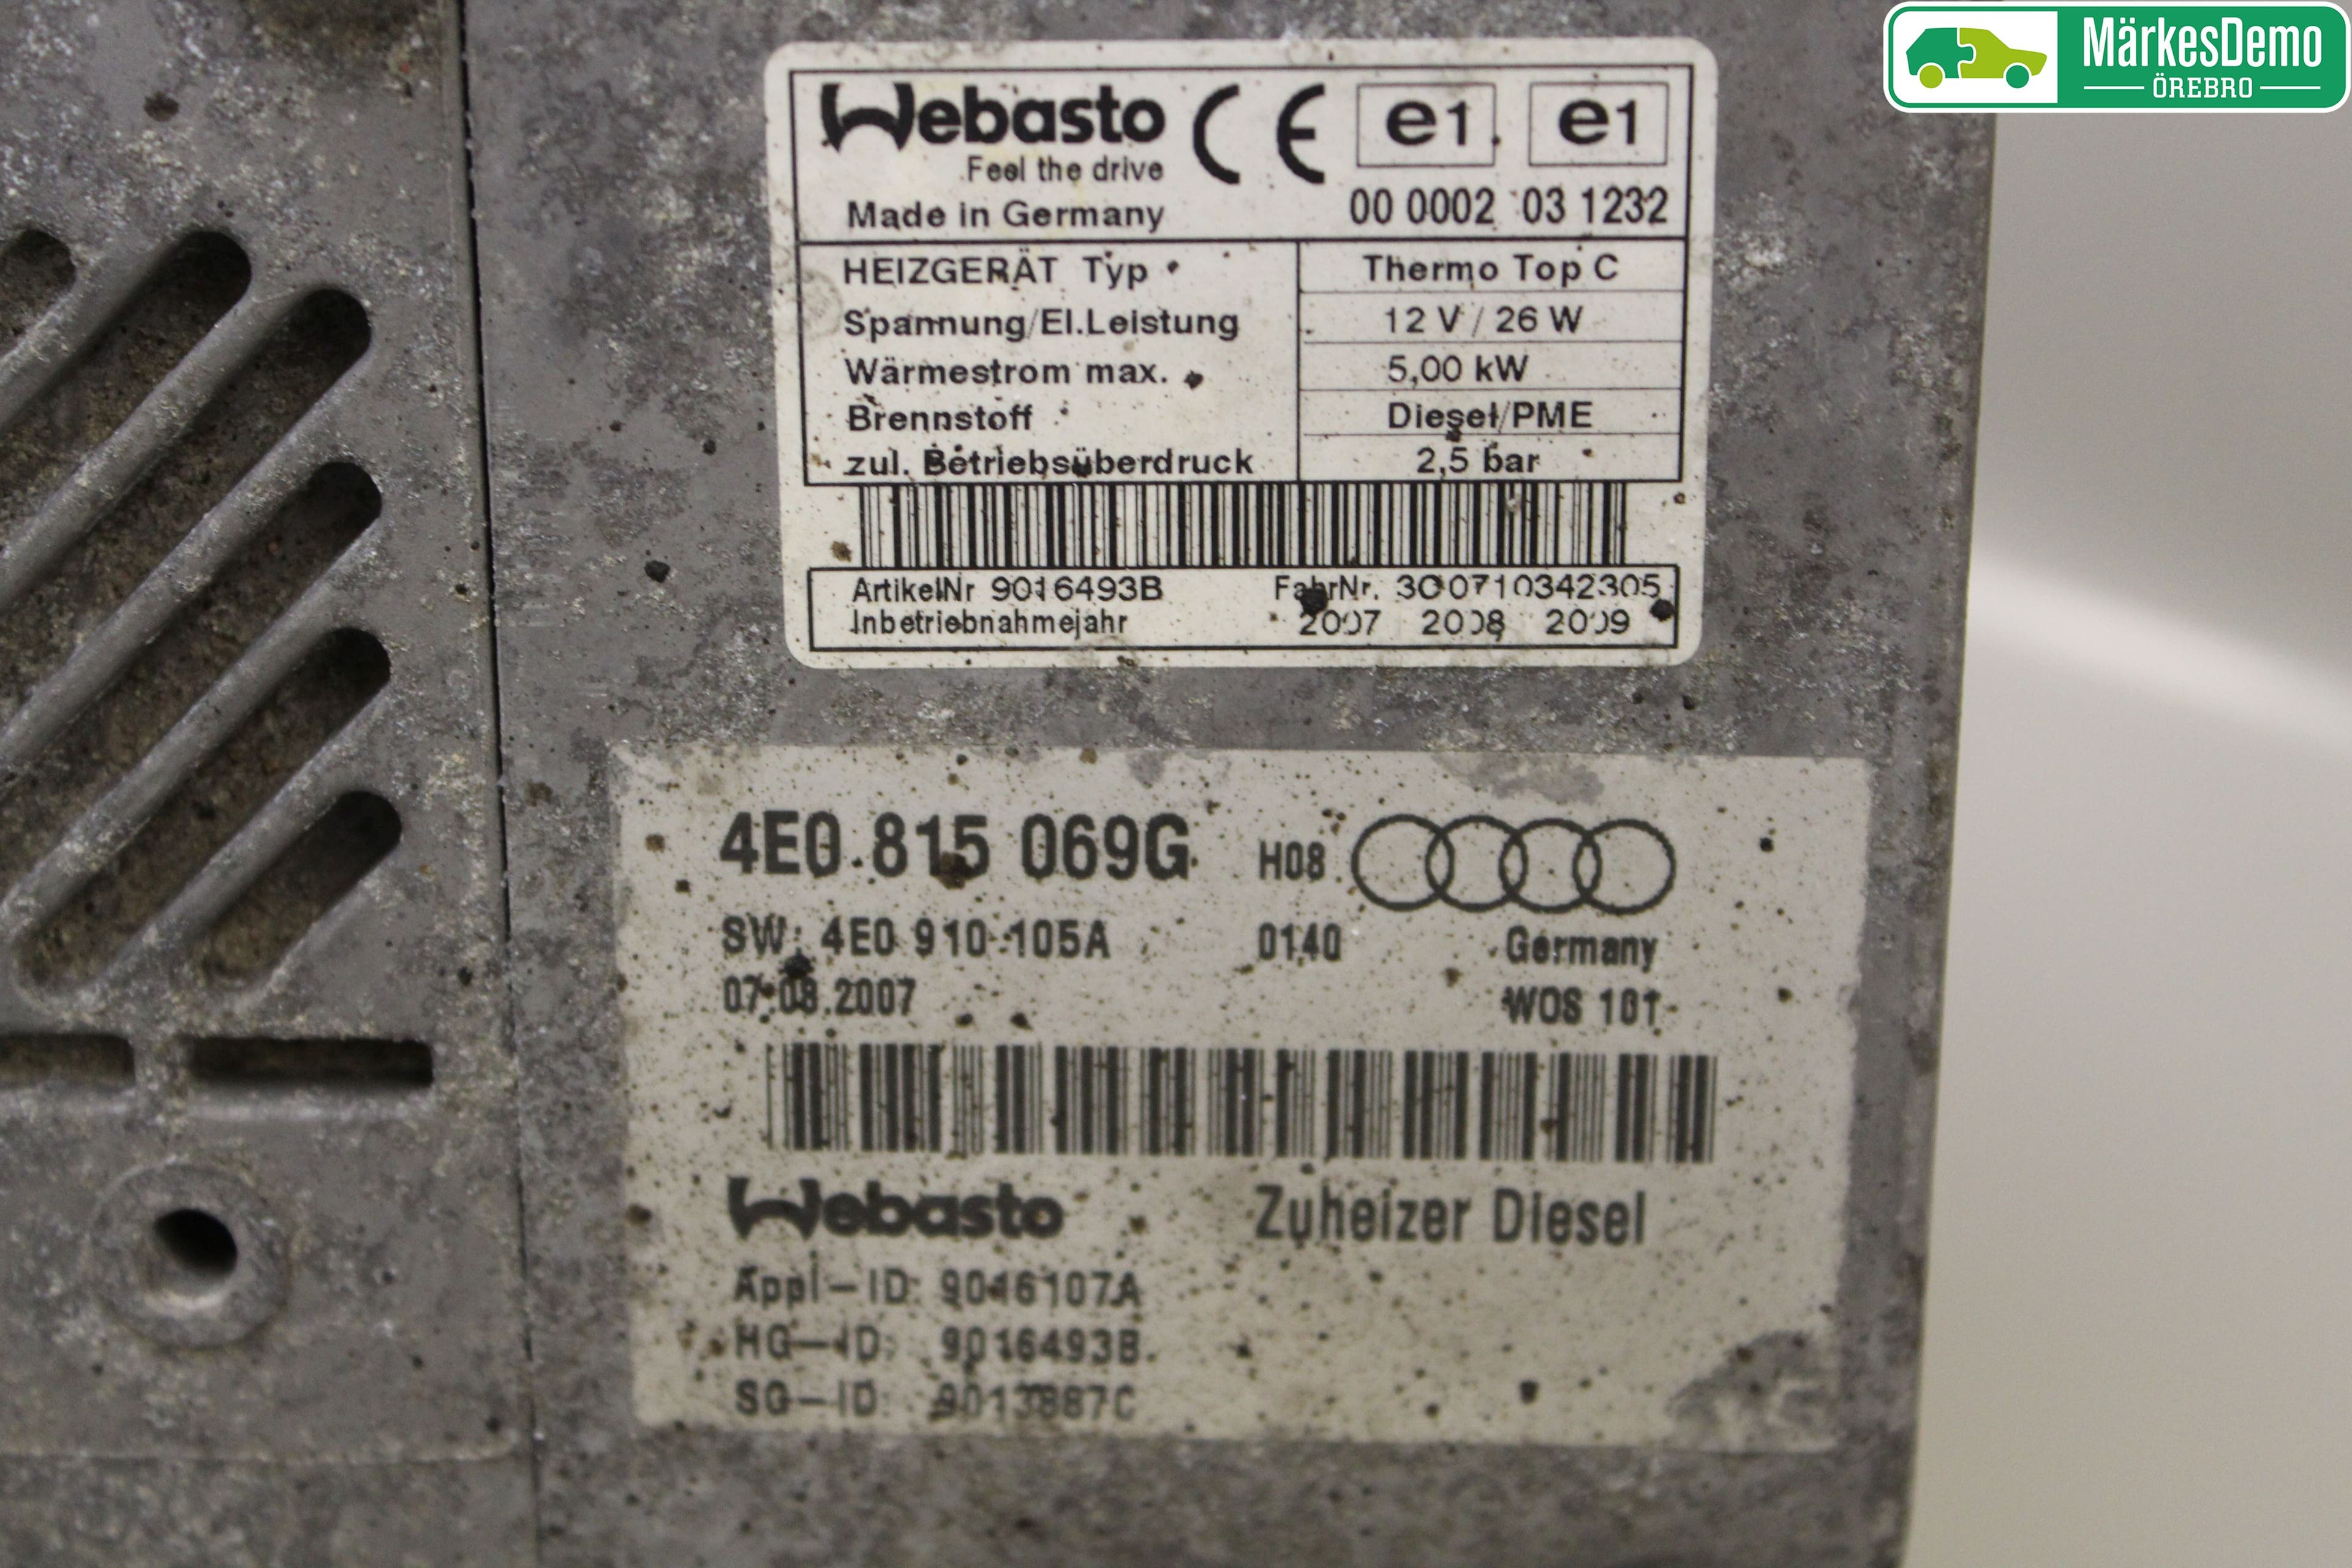 MärkesDemo
ÖREBRO
Webasto CE e1 e1
Feel the drive
Made in Germany 00 0002 03 1232
HEIZGERÄT Typ Thermo Top C
Spannung/El.Leistung 12 V / 26 W
Wärmestrom max. 5,00 kW
Brennstoff Diesel/PME
zul. Betriebsüberdruck 2,5 bar
ArtikelNr 9016493B FabrNr. 300710342305
Inbetriebnahmejahr 2007 2008 2009
4E0 815 069G H08
SW: 4E0 910 105A 0140 Germany
07.08.2007 WOS 101
Webasto Zuheizer Diesel
Appl-ID: 9016107A
HG-ID: 9016493B
SG-ID: 9013887C